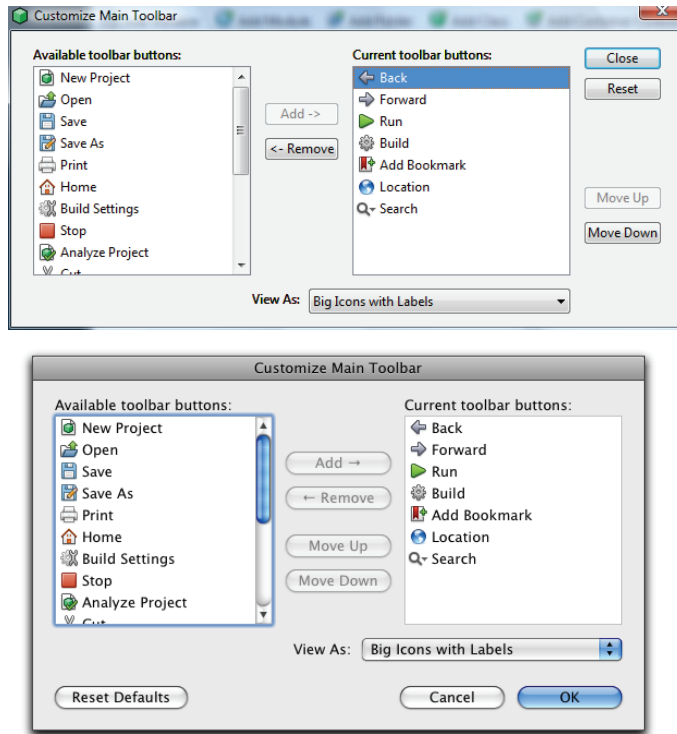 Customize Main Toolbar
Available toolbar buttons:
New Project
Open
Save
Save As
Print
Home
Build Settings
Stop
Analyze Project
Cut
Add ->
<- Remove
Current toolbar buttons:
Back
Forward
Run
Build
Add Bookmark
Location
Search
Close
Reset
Move Up
Move Down
View As: Big Icons with Labels
Customize Main Toolbar
Available toolbar buttons:
New Project
Open
Save
Save As
Print
Home
Build Settings
Stop
Analyze Project
Cut
Add →
← Remove
Move Up
Move Down
Current toolbar buttons:
Back
Forward
Run
Build
Add Bookmark
Location
Search
View As: Big Icons with Labels
Reset Defaults
Cancel
OK